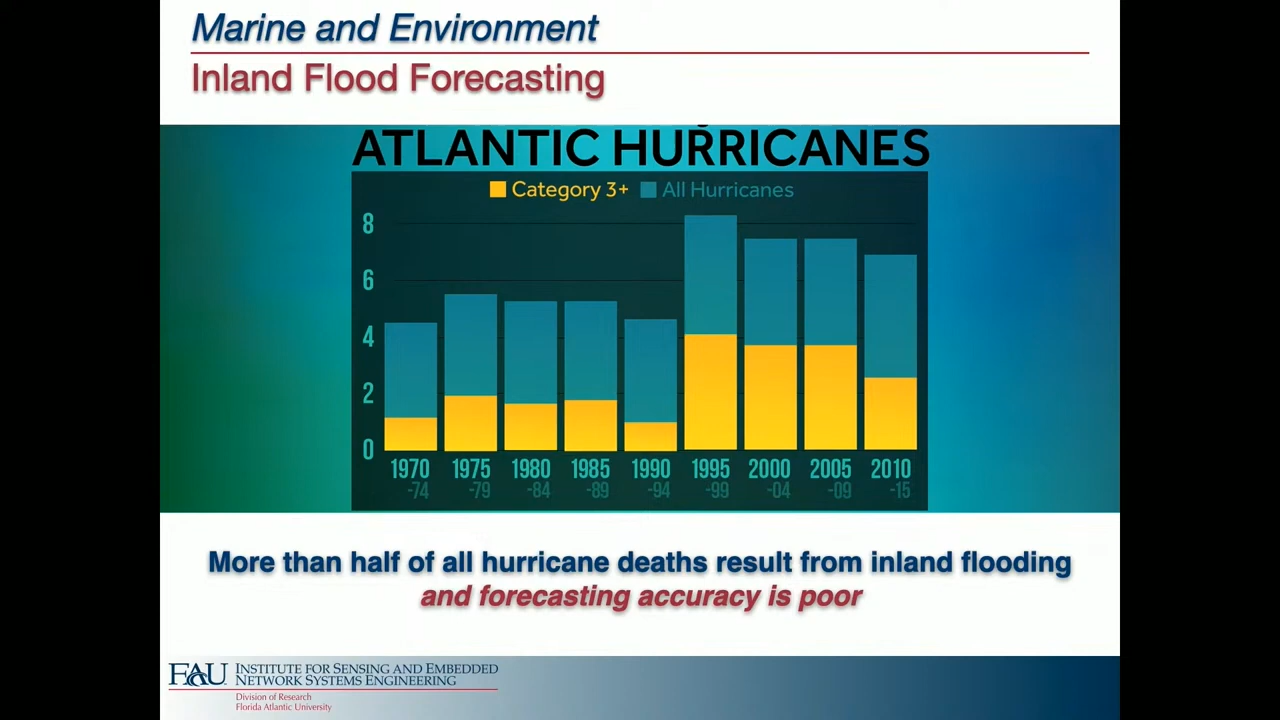 Marine and Environment
Inland Flood Forecasting
ATLANTIC HURRICANES
Category 3+ All Hurricanes
8
6
4
2
0
1970 1975 1980 1985 1990 1995 2000 2005 2010
-74 -79 -84 -89 -94 -99 -04 -09 -15
More than half of all hurricane deaths result from inland flooding
and forecasting accuracy is poor
FAU INSTITUTE FOR SENSING AND EMBEDDED
NETWORK SYSTEMS ENGINEERING
Division of Research
Florida Atlantic University